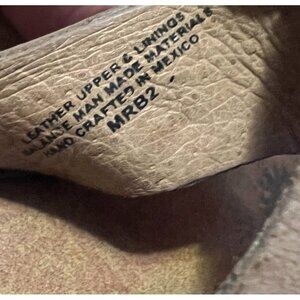 LEATHER UPPER & LININGS
BALANCE MAN MADE MATERIALS
HAND CRAFTED IN MEXICO
MRB2